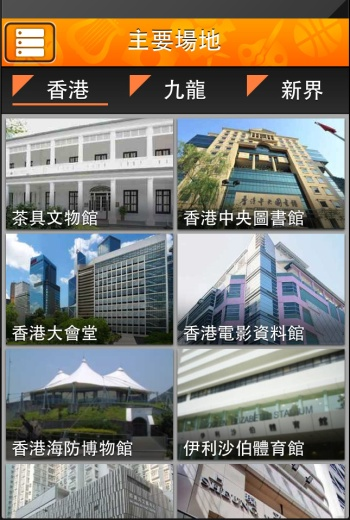 主要場地
香港
九龍
新界
茶具文物館
香港中央圖書館
香港大會堂
香港電影資料館
香港海防博物館
伊利沙伯體育館